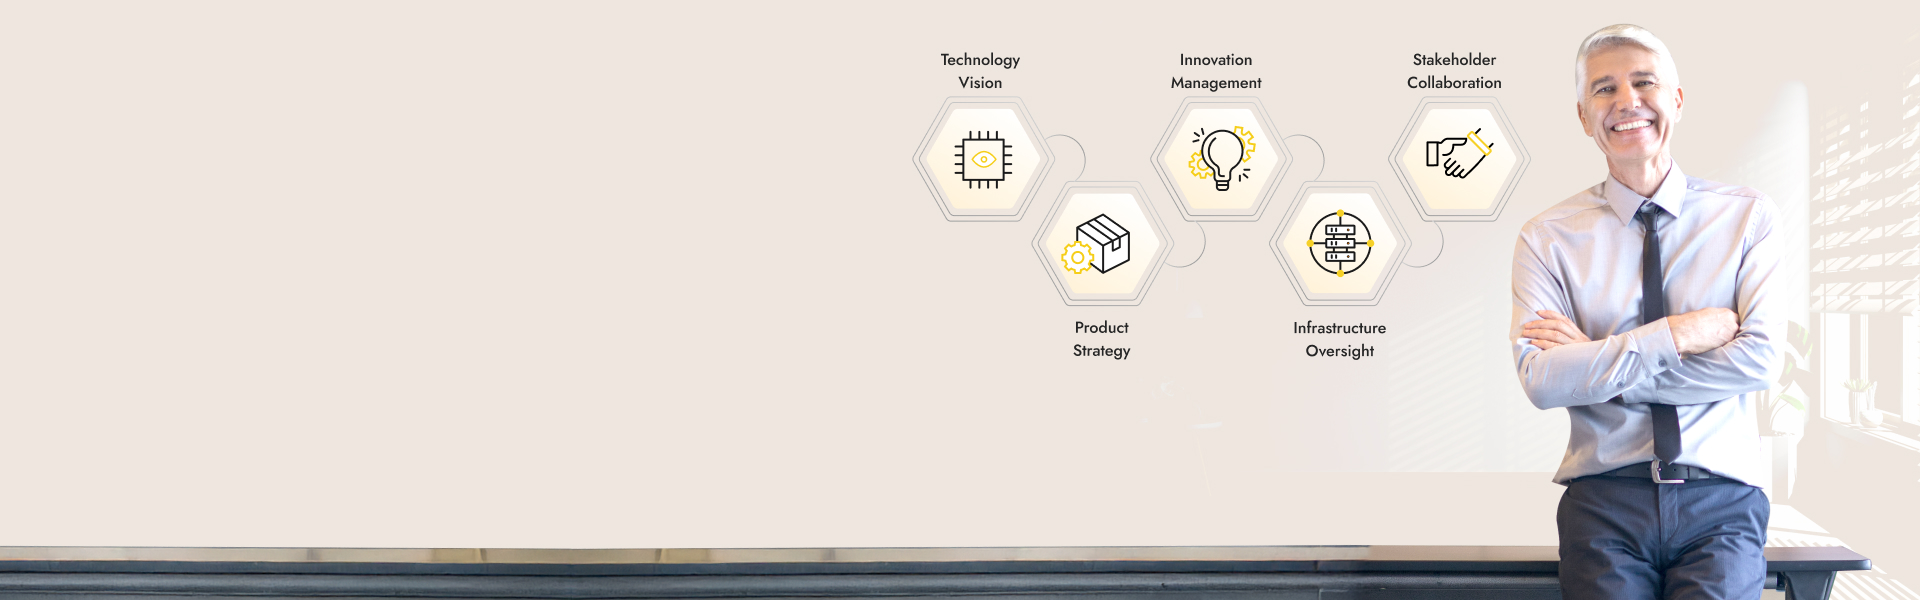 Technology
Vision
Innovation
Management
Stakeholder
Collaboration
Product
Strategy
Infrastructure
Oversight